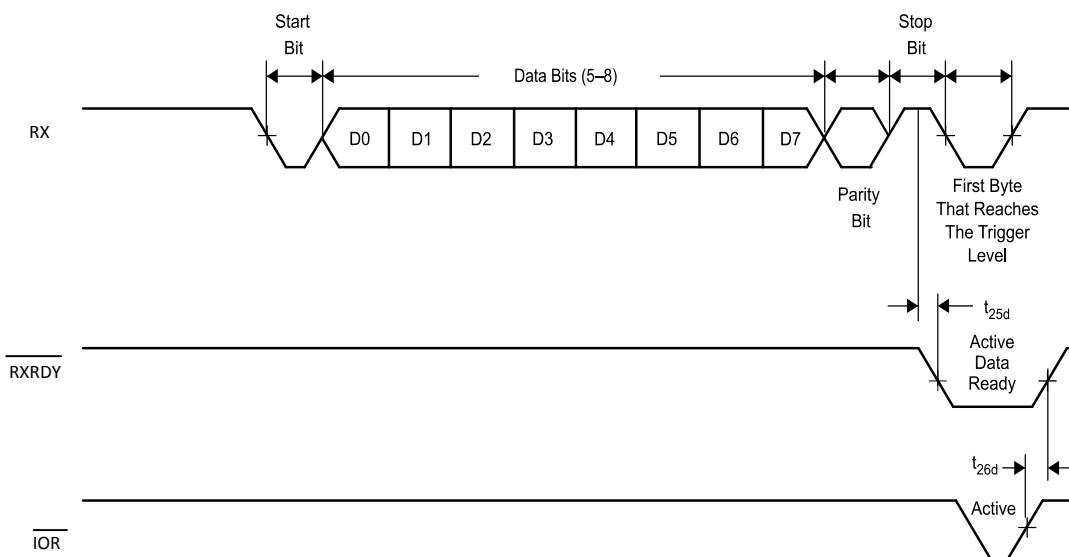 Start
Bit
Stop
Bit
Data Bits (5–8)
RX
D0 D1 D2 D3 D4 D5 D6 D7
Parity
Bit
First Byte
That Reaches
The Trigger
Level
t25d
RXRDY
Active
Data
Ready
t26d
Active
IOR